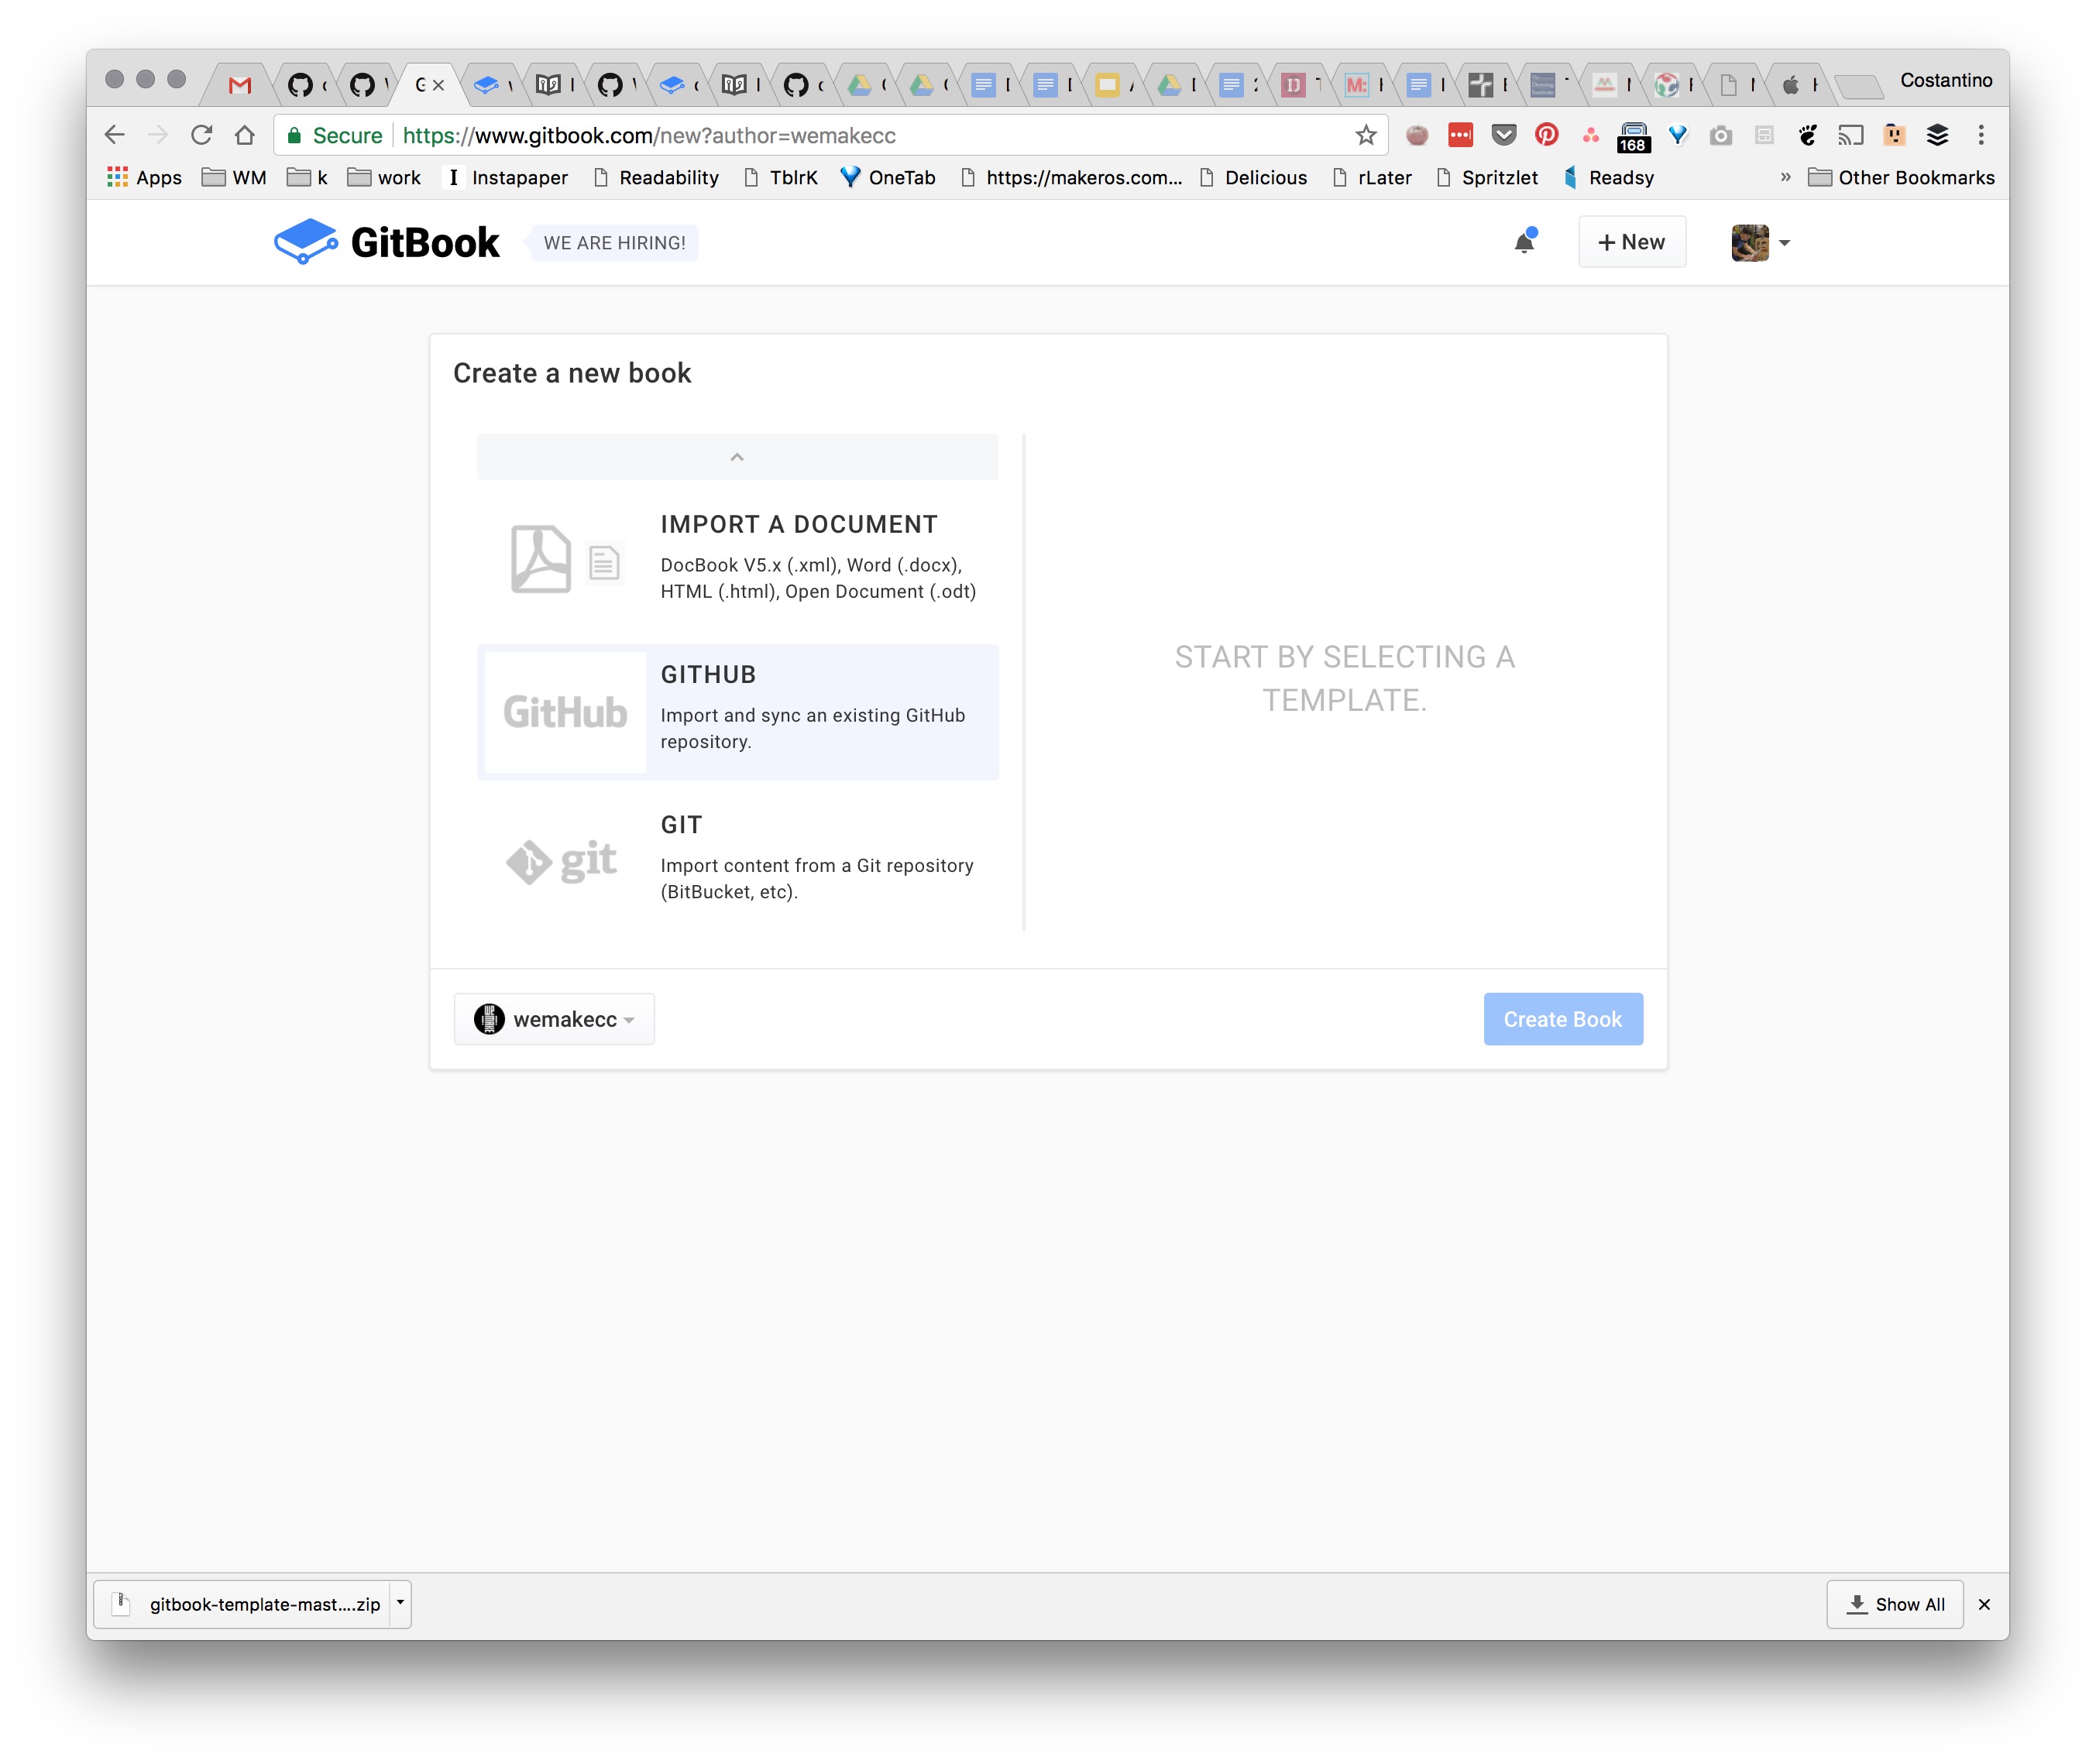 Costantino
Secure https://www.gitbook.com/new?author=wemakecc
168
Apps WM k work Instapaper Readability TblrK OneTab https://makeros.com... Delicious rLater Spritzlet Readsy » Other Bookmarks
GitBook WE ARE HIRING! + New
Create a new book
IMPORT A DOCUMENT
DocBook V5.x (.xml), Word (.docx),
HTML (.html), Open Document (.odt)
GitHub
GITHUB
Import and sync an existing GitHub
repository.
git
GIT
Import content from a Git repository
(BitBucket, etc).
START BY SELECTING A
TEMPLATE.
wemakecc
Create Book
gitbook-template-mast....zip
Show All